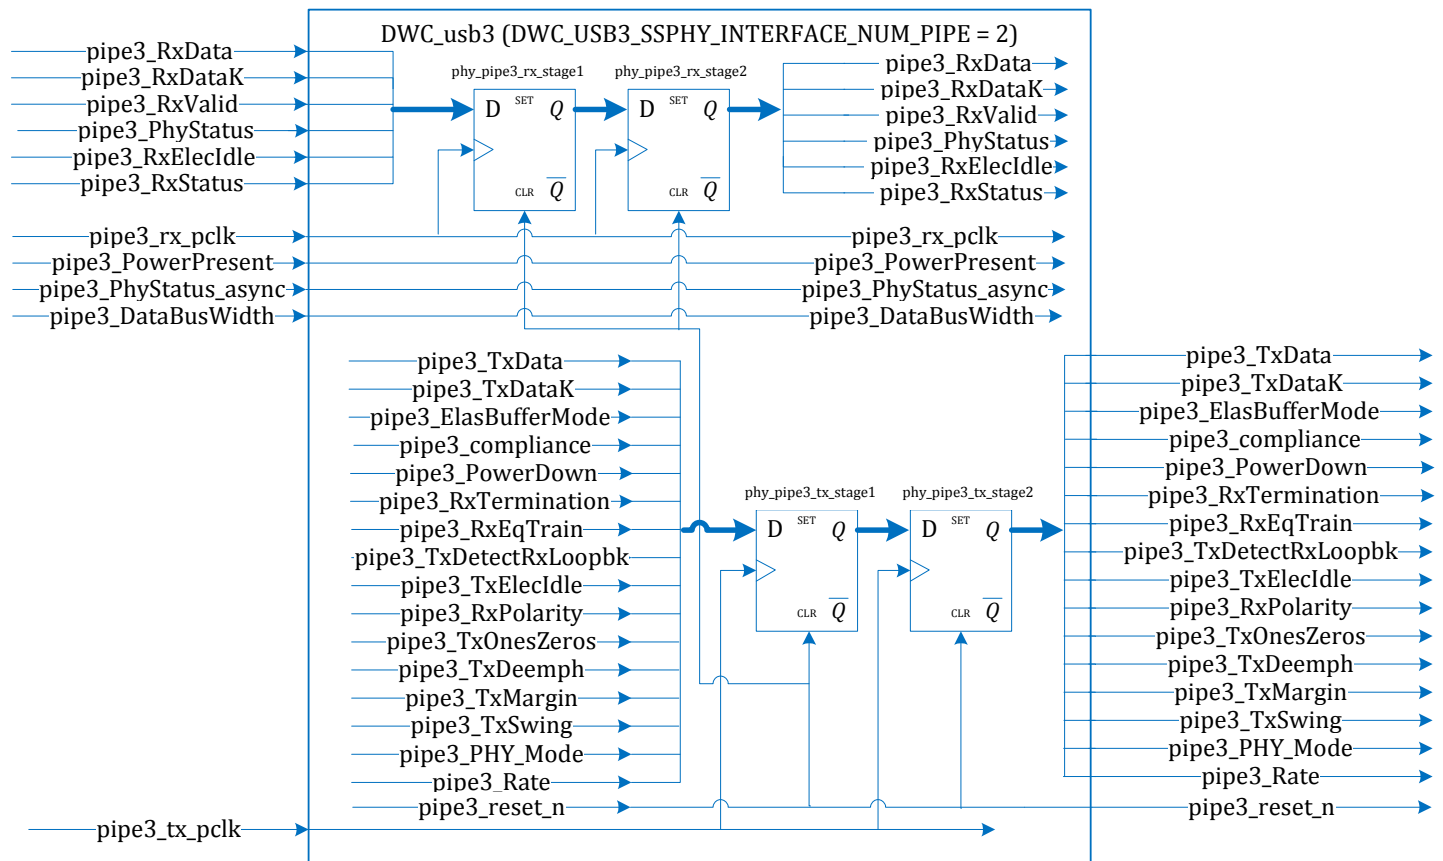 DWC_usb3 (DWC_USB3_SSPHY_INTERFACE_NUM_PIPE = 2)
pipe3_RxData
pipe3_RxDataK
pipe3_RxValid
pipe3_PhyStatus
pipe3_RxElecIdle
pipe3_RxStatus
phy_pipe3_rx_stage1
D SET Q
CLR Q
phy_pipe3_rx_stage2
D SET Q
CLR Q
pipe3_RxData
pipe3_RxDataK
pipe3_RxValid
pipe3_PhyStatus
pipe3_RxElecIdle
pipe3_RxStatus
pipe3_rx_pclk
pipe3_PowerPresent
pipe3_PhyStatus_async
pipe3_DataBusWidth
pipe3_rx_pclk
pipe3_PowerPresent
pipe3_PhyStatus_async
pipe3_DataBusWidth
pipe3_TxData
pipe3_TxDataK
pipe3_ElasBufferMode
pipe3_compliance
pipe3_PowerDown
pipe3_RxTermination
pipe3_RxEqTrain
pipe3_TxDetectRxLoopbk
pipe3_TxElecIdle
pipe3_RxPolarity
pipe3_TxOnesZeros
pipe3_TxDeemph
pipe3_TxMargin
pipe3_TxSwing
pipe3_PHY_Mode
pipe3_Rate
pipe3_reset_n
phy_pipe3_tx_stage1
D SET Q
CLR Q
phy_pipe3_tx_stage2
D SET Q
CLR Q
pipe3_TxData
pipe3_TxDataK
pipe3_ElasBufferMode
pipe3_compliance
pipe3_PowerDown
pipe3_RxTermination
pipe3_RxEqTrain
pipe3_TxDetectRxLoopbk
pipe3_TxElecIdle
pipe3_RxPolarity
pipe3_TxOnesZeros
pipe3_TxDeemph
pipe3_TxMargin
pipe3_TxSwing
pipe3_PHY_Mode
pipe3_Rate
pipe3_reset_n
pipe3_tx_pclk